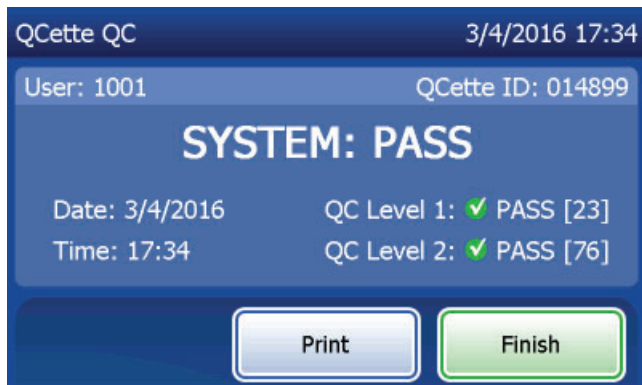 QCette QC 3/4/2016 17:34
User: 1001 QCette ID: 014899
SYSTEM: PASS
Date: 3/4/2016 QC Level 1: PASS [23]
Time: 17:34 QC Level 2: PASS [76]
Print Finish